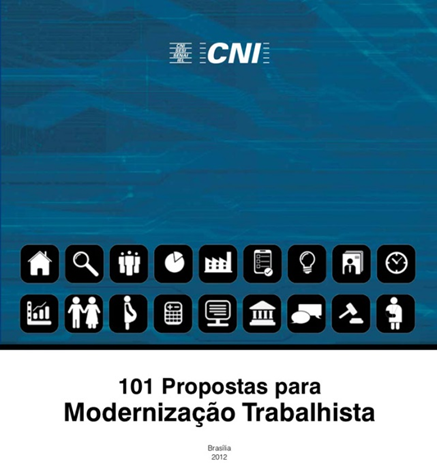 CNI
101 Propostas para
Modernização Trabalhista
Brasília
2012